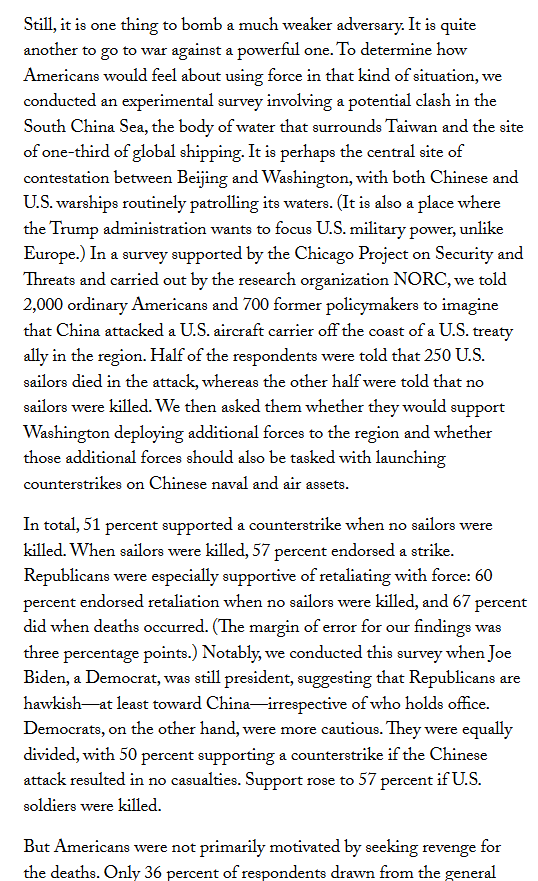 Still, it is one thing to bomb a much weaker adversary. It is quite
another to go to war against a powerful one. To determine how
Americans would feel about using force in that kind of situation, we
conducted an experimental survey involving a potential clash in the
South China Sea, the body of water that surrounds Taiwan and the site
of one-third of global shipping. It is perhaps the central site of
contestation between Beijing and Washington, with both Chinese and
U.S. warships routinely patrolling its waters. (It is also a place where
the Trump administration wants to focus U.S. military power, unlike
Europe.) In a survey supported by the Chicago Project on Security and
Threats and carried out by the research organization NORC, we told
2,000 ordinary Americans and 700 former policymakers to imagine
that China attacked a U.S. aircraft carrier off the coast of a U.S. treaty
ally in the region. Half of the respondents were told that 250 U.S.
sailors died in the attack, whereas the other half were told that no
sailors were killed. We then asked them whether they would support
Washington deploying additional forces to the region and whether
those additional forces should also be tasked with launching
counterstrikes on Chinese naval and air assets.
In total, 51 percent supported a counterstrike when no sailors were
killed. When sailors were killed, 57 percent endorsed a strike.
Republicans were especially supportive of retaliating with force: 60
percent endorsed retaliation when no sailors were killed, and 67 percent
did when deaths occurred. (The margin of error for our findings was
three percentage points.) Notably, we conducted this survey when Joe
Biden, a Democrat, was still president, suggesting that Republicans are
hawkish—at least toward China—irrespective of who holds office.
Democrats, on the other hand, were more cautious. They were equally
divided, with 50 percent supporting a counterstrike if the Chinese
attack resulted in no casualties. Support rose to 57 percent if U.S.
soldiers were killed.
But Americans were not primarily motivated by seeking revenge for
the deaths. Only 36 percent of respondents drawn from the general